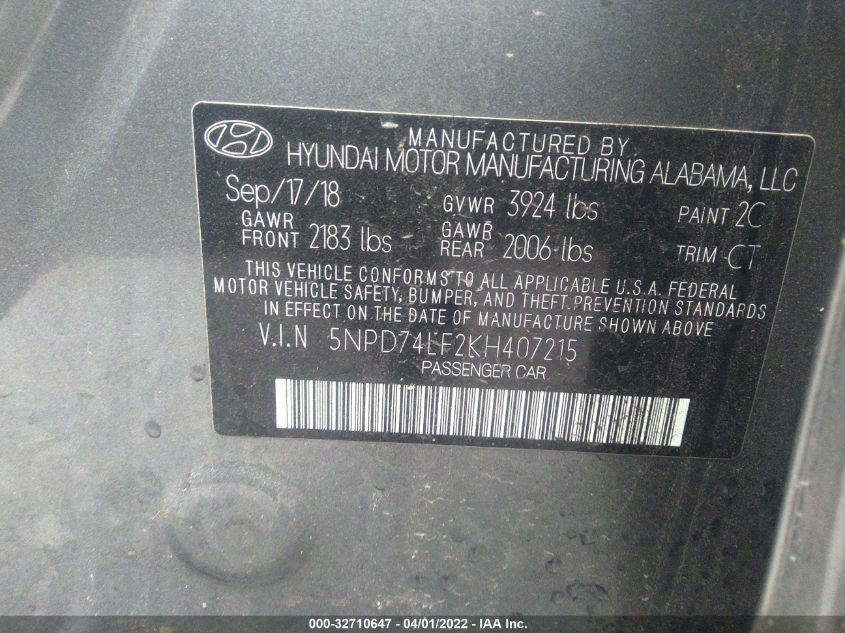 MANUFACTURED BY
HYUNDAI MOTOR MANUFACTURING ALABAMA, LLC
Sep/17/18 GVWR 3924 lbs PAINT 2C
GAWR FRONT 2183 lbs GAWR REAR 2006 lbs TRIM CT
THIS VEHICLE CONFORMS TO ALL APPLICABLE U.S.A. FEDERAL
MOTOR VEHICLE SAFETY, BUMPER, AND THEFT PREVENTION STANDARDS
IN EFFECT ON THE DATE OF MANUFACTURE SHOWN ABOVE
V.I.N 5NPD74LF2KH407215
PASSENGER CAR
000-32710647 - 04/01/2022 - IAA Inc.